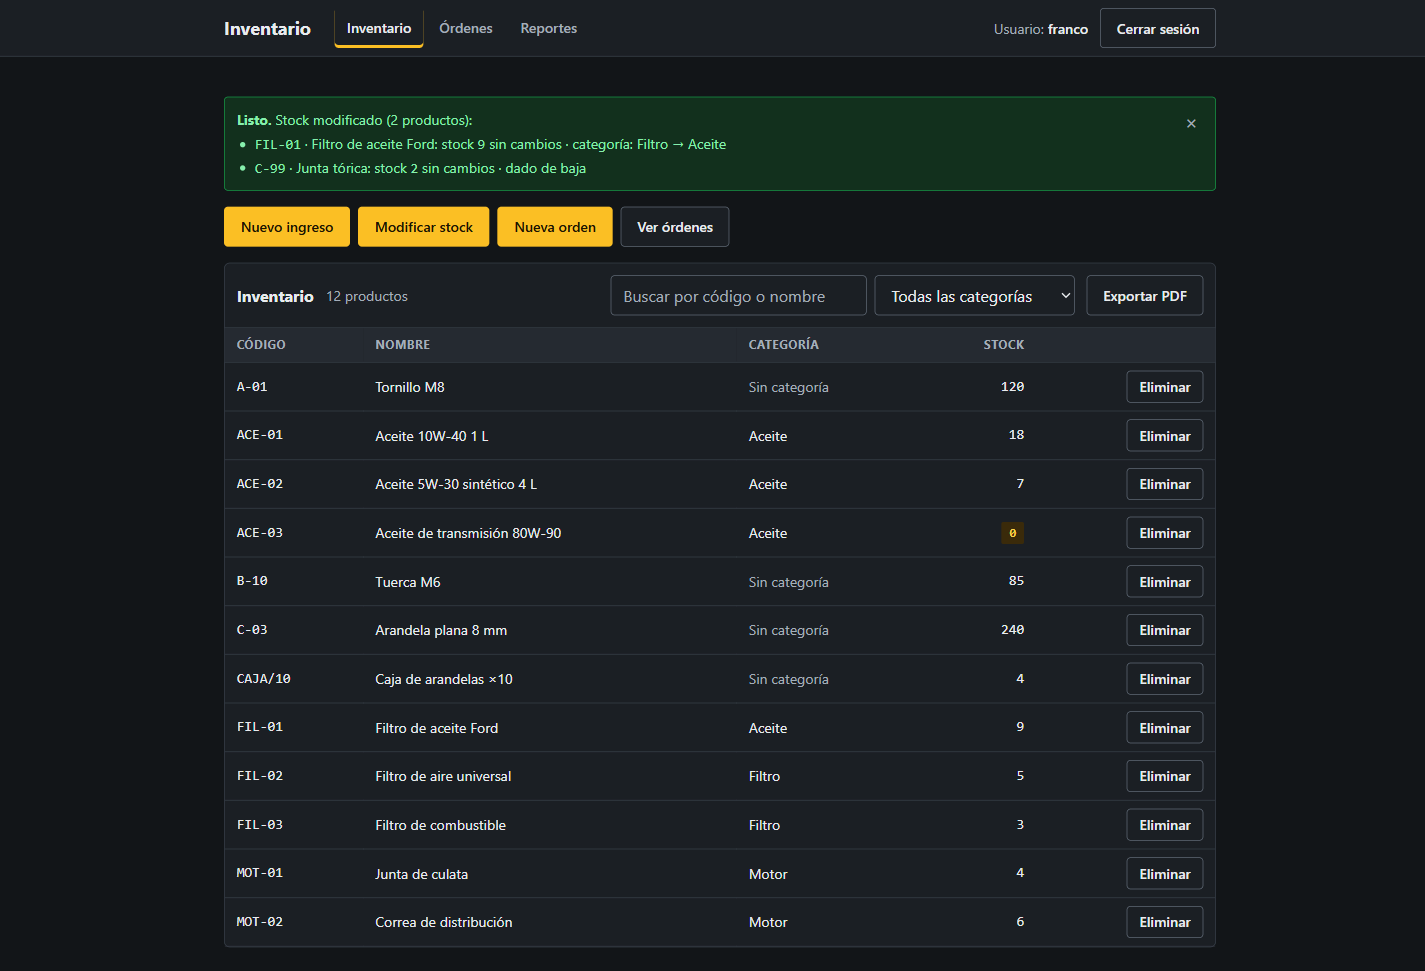 Inventario Inventario Órdenes Reportes Usuario: franco Cerrar sesión
Listo. Stock modificado (2 productos):
• FIL-01 · Filtro de aceite Ford: stock 9 sin cambios · categoría: Filtro → Aceite
• C-99 · Junta tórica: stock 2 sin cambios · dado de baja
×
Nuevo ingreso Modificar stock Nueva orden Ver órdenes
Inventario 12 productos Buscar por código o nombre Todas las categorías Exportar PDF
CÓDIGO NOMBRE CATEGORÍA STOCK
A-01 Tornillo M8 Sin categoría 120 Eliminar
ACE-01 Aceite 10W-40 1 L Aceite 18 Eliminar
ACE-02 Aceite 5W-30 sintético 4 L Aceite 7 Eliminar
ACE-03 Aceite de transmisión 80W-90 Aceite 0 Eliminar
B-10 Tuerca M6 Sin categoría 85 Eliminar
C-03 Arandela plana 8 mm Sin categoría 240 Eliminar
CAJA/10 Caja de arandelas ×10 Sin categoría 4 Eliminar
FIL-01 Filtro de aceite Ford Aceite 9 Eliminar
FIL-02 Filtro de aire universal Filtro 5 Eliminar
FIL-03 Filtro de combustible Filtro 3 Eliminar
MOT-01 Junta de culata Motor 4 Eliminar
MOT-02 Correa de distribución Motor 6 Eliminar